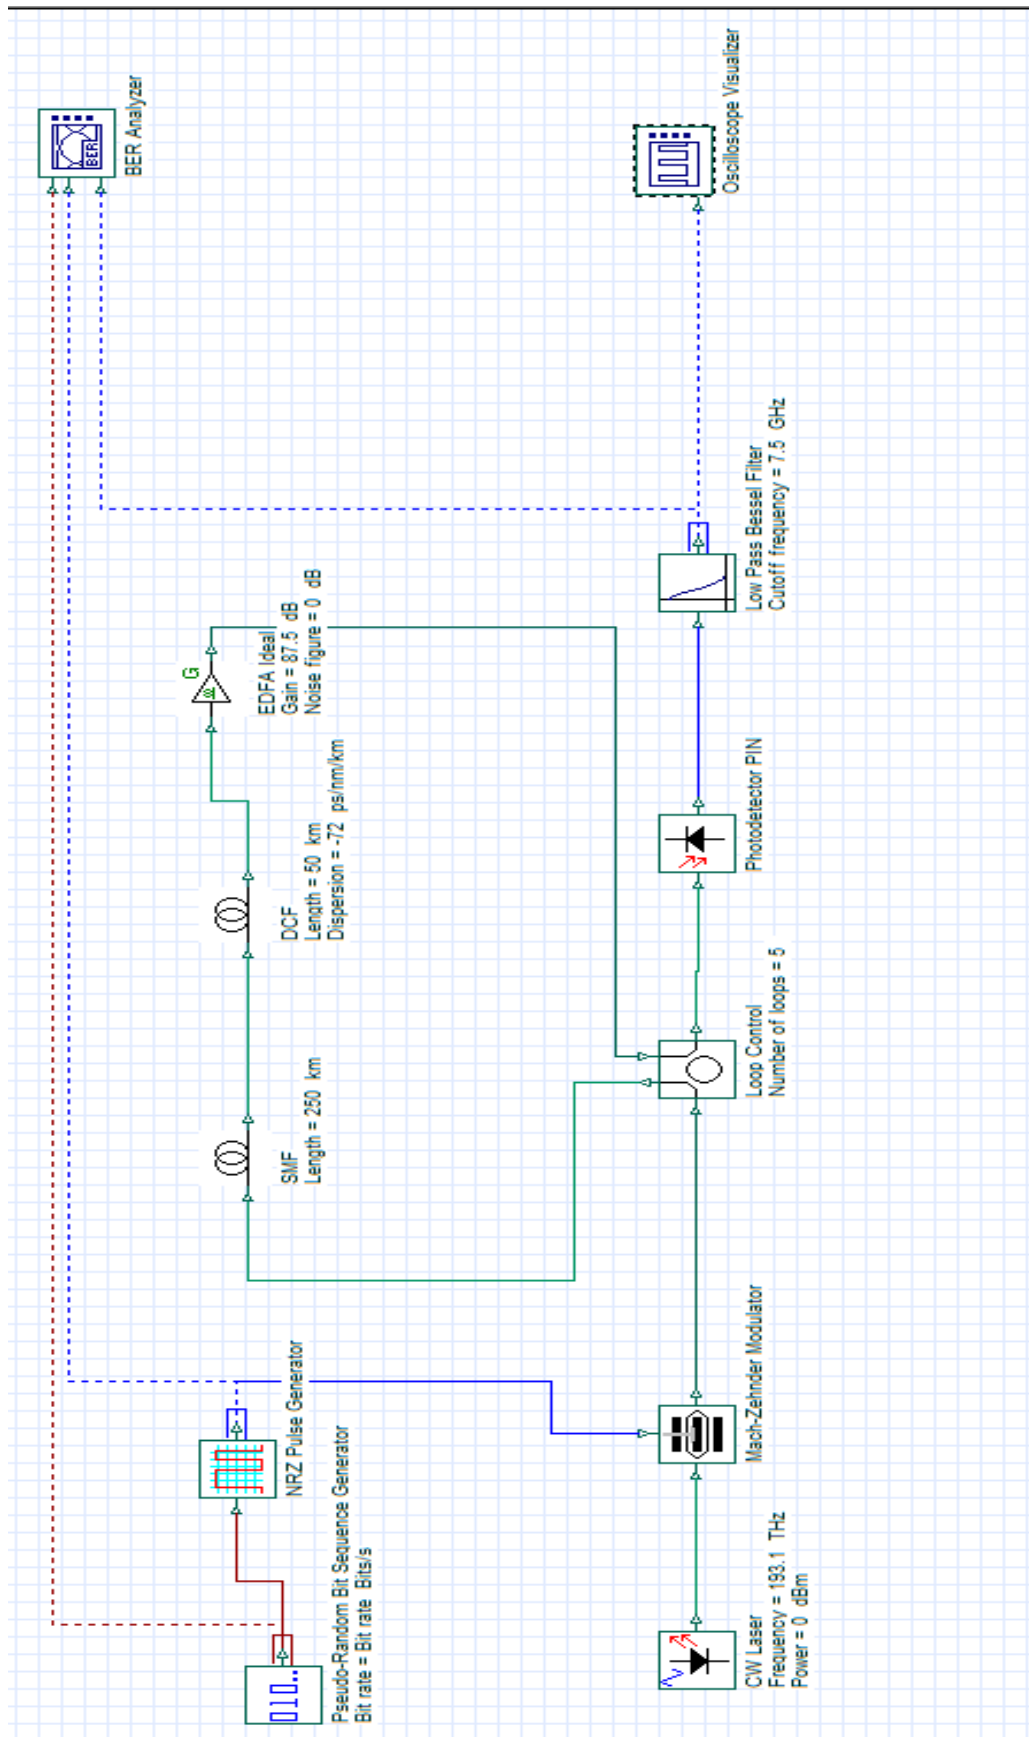 BER Analyzer
BER
Oscilloscope Visualizer
G
EDFA Ideal
Gain = 87.5 dB
Noise figure = 0 dB
Low Pass Bessel Filter
Cutoff frequency = 7.5 GHz
DCF
Length = 50 km
Dispersion = -72 ps/nm/km
Photodetector PIN
SMF
Length = 250 km
Loop Control
Number of loops = 5
NRZ Pulse Generator
Mach-Zehnder Modulator
Pseudo-Random Bit Sequence Generator
Bit rate = Bit rate Bits/s
CW Laser
Frequency = 193.1 THz
Power = 0 dBm